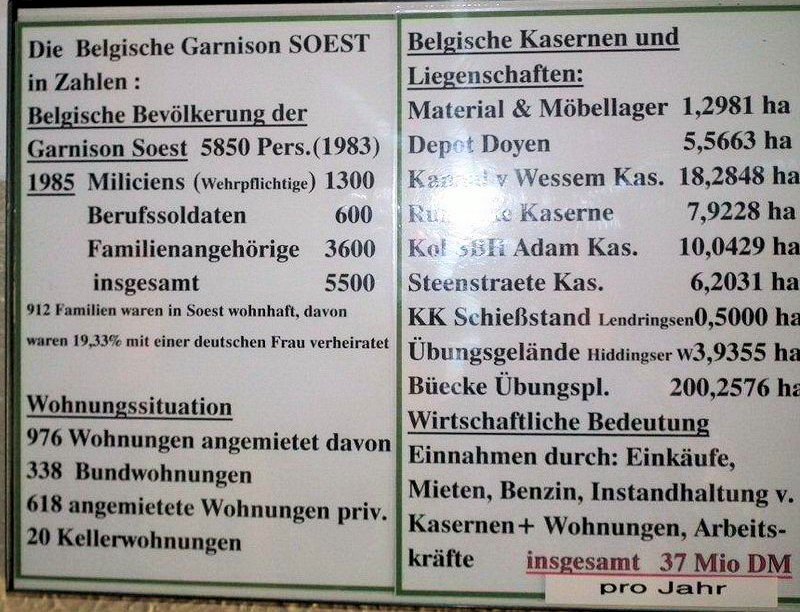 Die Belgische Garnison SOEST
in Zahlen :
Belgische Bevölkerung der
Garnison Soest 5850 Pers.(1983)
1985 Miliciens (Wehrpflichtige) 1300
Berufssoldaten 600
Familienangehörige 3600
insgesamt 5500
912 Familien waren in Soest wohnhaft, davon
waren 19,33% mit einer deutschen Frau verheiratet
Wohnungssituation
976 Wohnungen angemietet davon
338 Bundwohnungen
618 angemietete Wohnungen priv.
20 Kellerwohnungen
Belgische Kasernen und
Liegenschaften:
Material & Möbellager 1,2981 ha
Depot Doyen 5,5663 ha
Wessem Kas. 18,2848 ha
Kaserne 7,9228 ha
Adam Kas. 10,0429 ha
Steenstraete Kas. 6,2031 ha
KK Schießstand Lendringsen 0,5000 ha
Übungsgelände Hiddingser W 3,9355 ha
Büecke Übungspl. 200,2576 ha
Wirtschaftliche Bedeutung
Einnahmen durch: Einkäufe,
Mieten, Benzin, Instandhaltung v.
Kasernen+ Wohnungen, Arbeits-
kräfte insgesamt 37 Mio DM
pro Jahr